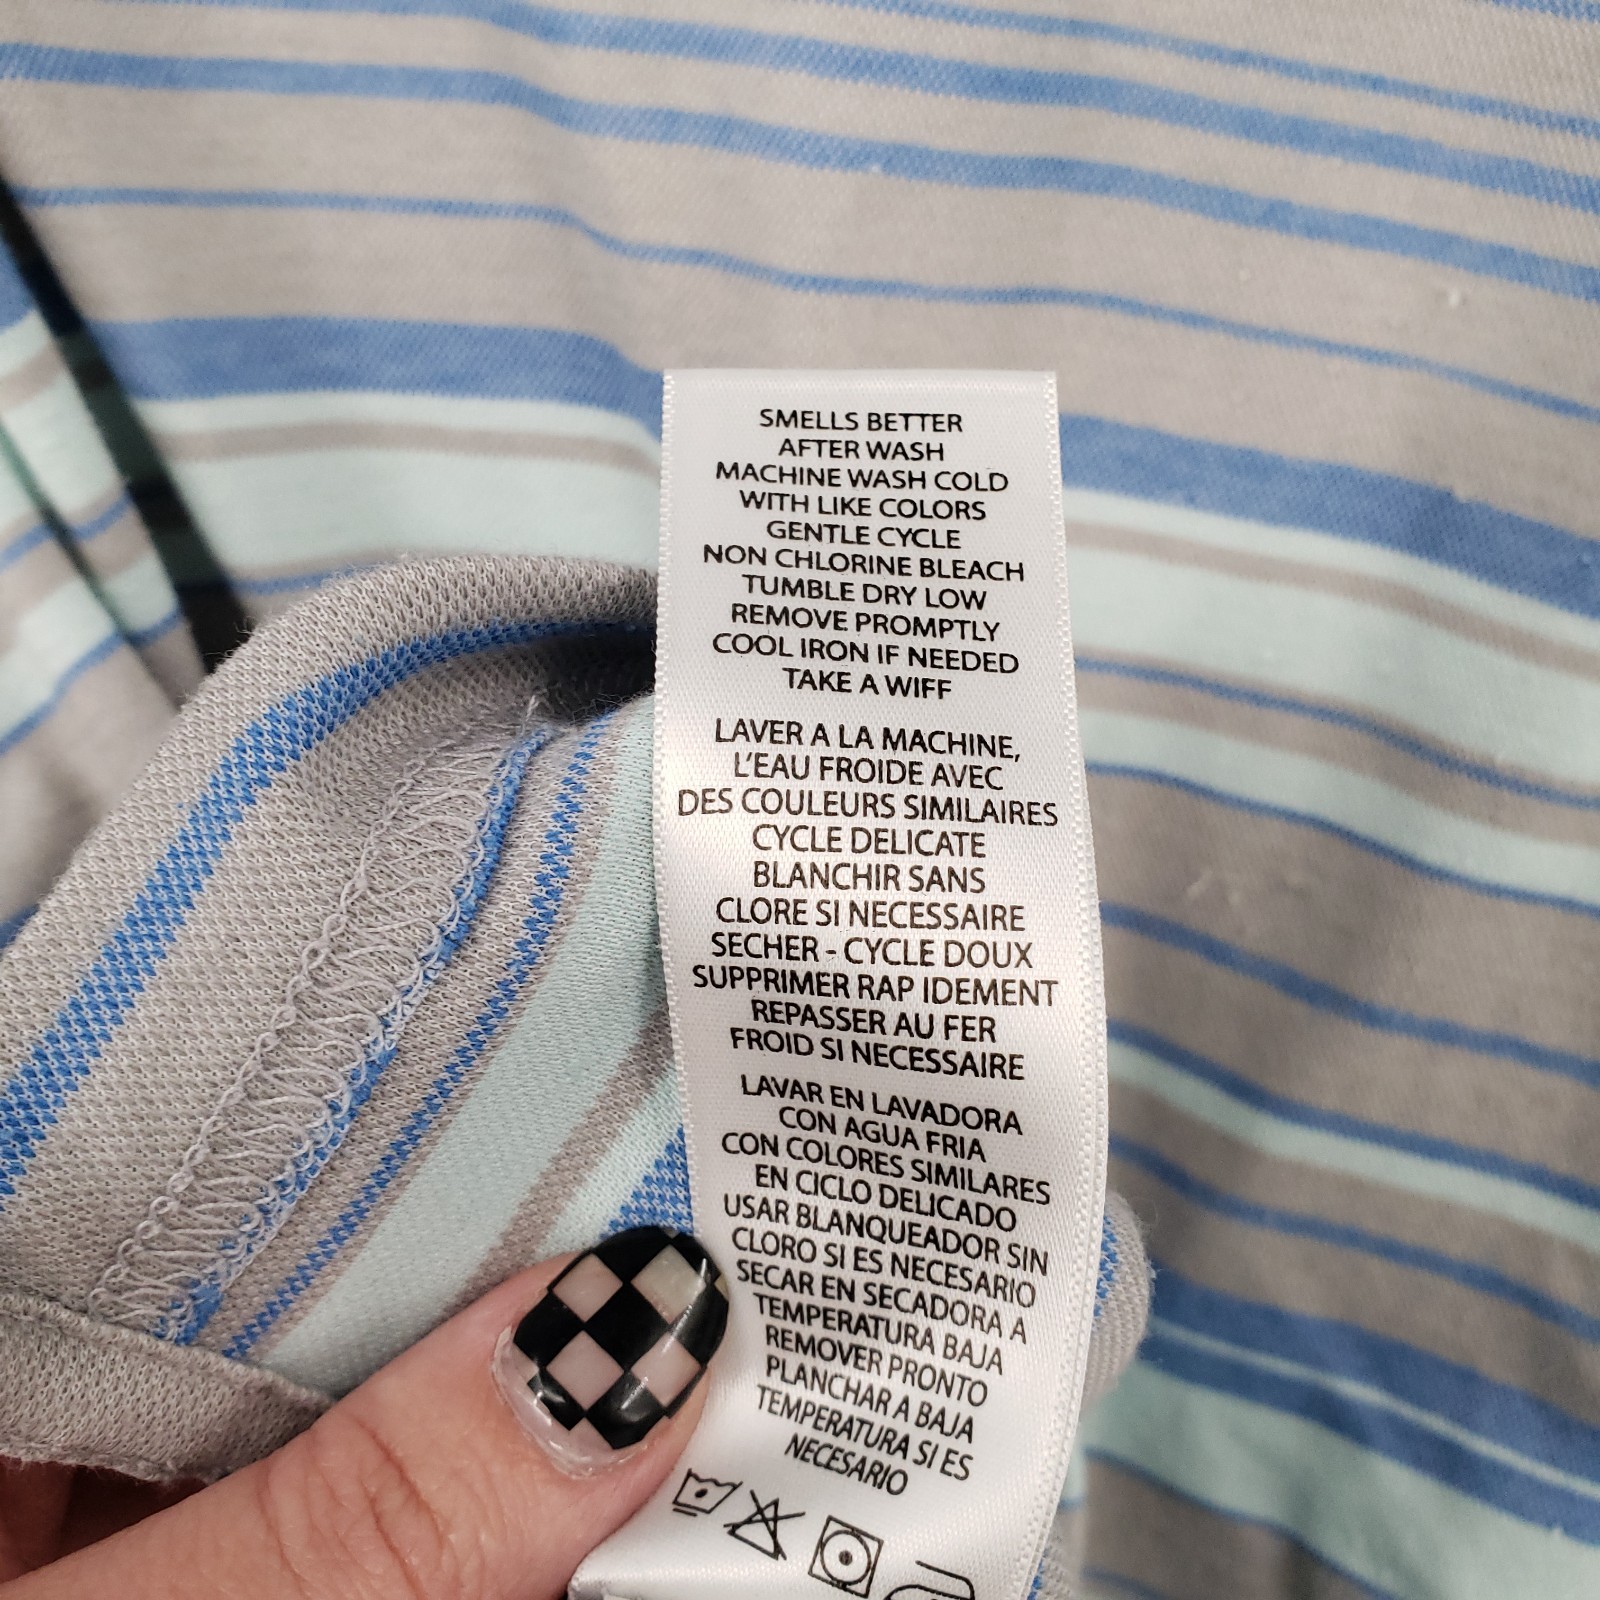 SMELLS BETTER
AFTER WASH
MACHINE WASH COLD
WITH LIKE COLORS
GENTLE CYCLE
NON CHLORINE BLEACH
TUMBLE DRY LOW
REMOVE PROMPTLY
COOL IRON IF NEEDED
TAKE A WIFF
LAVER A LA MACHINE,
L'EAU FROIDE AVEC
DES COULEURS SIMILAIRES
CYCLE DELICATE
BLANCHIR SANS
CLORE SI NECESSAIRE
SECHER - CYCLE DOUX
SUPPRIMER RAP IDEMENT
REPASSER AU FER
FROID SI NECESSAIRE
LAVAR EN LAVADORA
CON AGUA FRIA
CON COLORES SIMILARES
EN CICLO DELICADO
USAR BLANQUEADOR SIN
CLORO SI ES NECESARIO
SECAR EN SECADORA A
TEMPERATURA BAJA
REMOVER PRONTO
PLANCHAR A BAJA
TEMPERATURA SI ES
NECESARIO